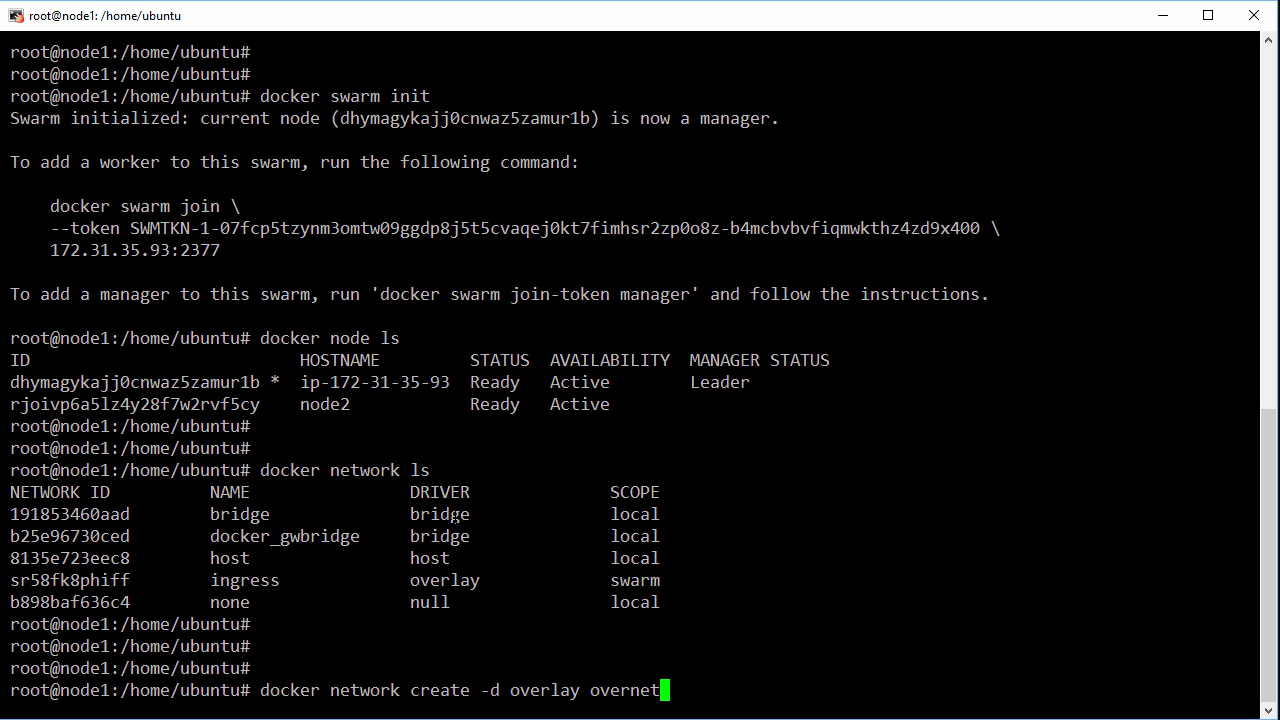 root@node1: /home/ubuntu
root@node1:/home/ubuntu#
root@node1:/home/ubuntu#
root@node1:/home/ubuntu# docker swarm init
Swarm initialized: current node (dhymagykajj0cnwaz5zamur1b) is now a manager.
To add a worker to this swarm, run the following command:
docker swarm join \
--token SWMTKN-1-07fcp5tzynm3omtw09ggdp8j5t5cvaqej0kt7fimhsr2zp0o8z-b4mcbvbvfiqmwkthz4zd9x400 \
172.31.35.93:2377
To add a manager to this swarm, run 'docker swarm join-token manager' and follow the instructions.
root@node1:/home/ubuntu# docker node ls
ID HOSTNAME STATUS AVAILABILITY MANAGER STATUS
dhymagykajj0cnwaz5zamur1b * ip-172-31-35-93 Ready Active Leader
rjoivp6a5lz4y28f7w2rvf5cy node2 Ready Active
root@node1:/home/ubuntu#
root@node1:/home/ubuntu#
root@node1:/home/ubuntu# docker network ls
NETWORK ID NAME DRIVER SCOPE
191853460aad bridge bridge local
b25e96730ced docker_gwbridge bridge local
8135e723eec8 host host local
sr58fk8phiff ingress overlay swarm
b898baf636c4 none null local
root@node1:/home/ubuntu#
root@node1:/home/ubuntu#
root@node1:/home/ubuntu#
root@node1:/home/ubuntu# docker network create -d overlay overnet